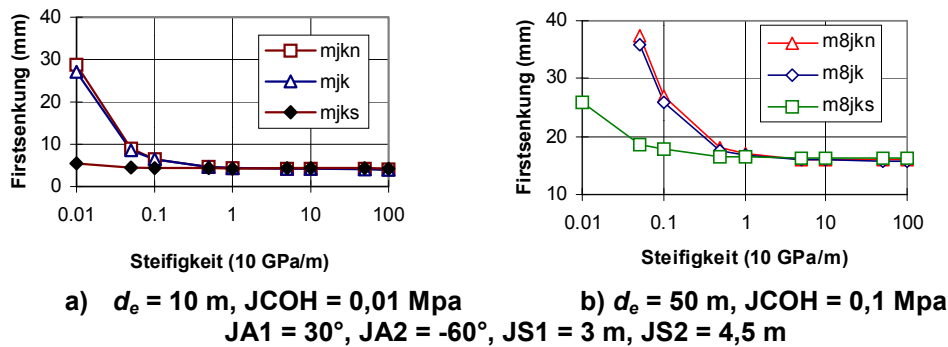 Firstsenkung (mm)
40
30
20
10
0
mjkn
mjk
mjks
0.01 0.1 1 10 100
Steifigkeit (10 GPa/m)
Firstsenkung (mm)
40
30
20
10
m8jkn
m8jk
m8jks
0.01 0.1 1 10 100
Steifigkeit (10 GPa/m)
a) de = 10 m, JCOH = 0,01 Mpa
b) de = 50 m, JCOH = 0,1 Mpa
JA1 = 30°, JA2 = -60°, JS1 = 3 m, JS2 = 4,5 m